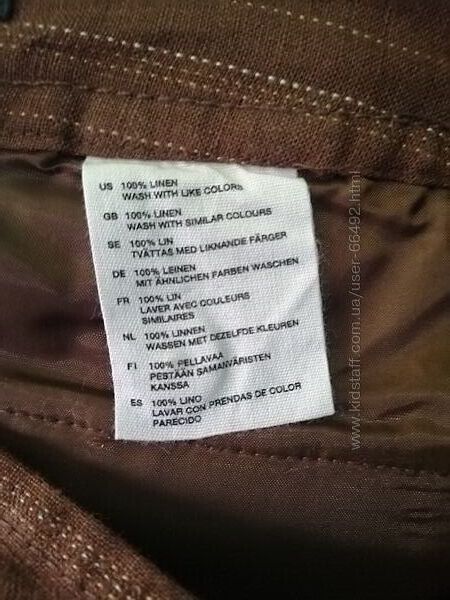 US 100% LINEN
WASH WITH LIKE COLORS
GB 100% LINEN
WASH WITH SIMILAR COLOURS
SE 100% LIN
TVÄTTAS MED LIKNANDE FÄRGER
DE 100% LEINEN
MIT ÄHNLICHEN FARBEN WASCHEN
FR 100% LIN
LAVER AVEC COULEURS
SIMILAIRES
NL 100% LINNEN
WASSEN MET DEZELFDE KLEUREN
FI 100% PELLAVAA
PESTÄÄN SAMANVÄRISTEN
KANSSA
ES 100% LINO
LAVAR CON PRENDAS DE COLOR
PARECIDO
www.kidstaff.com.ua/user-66492.html